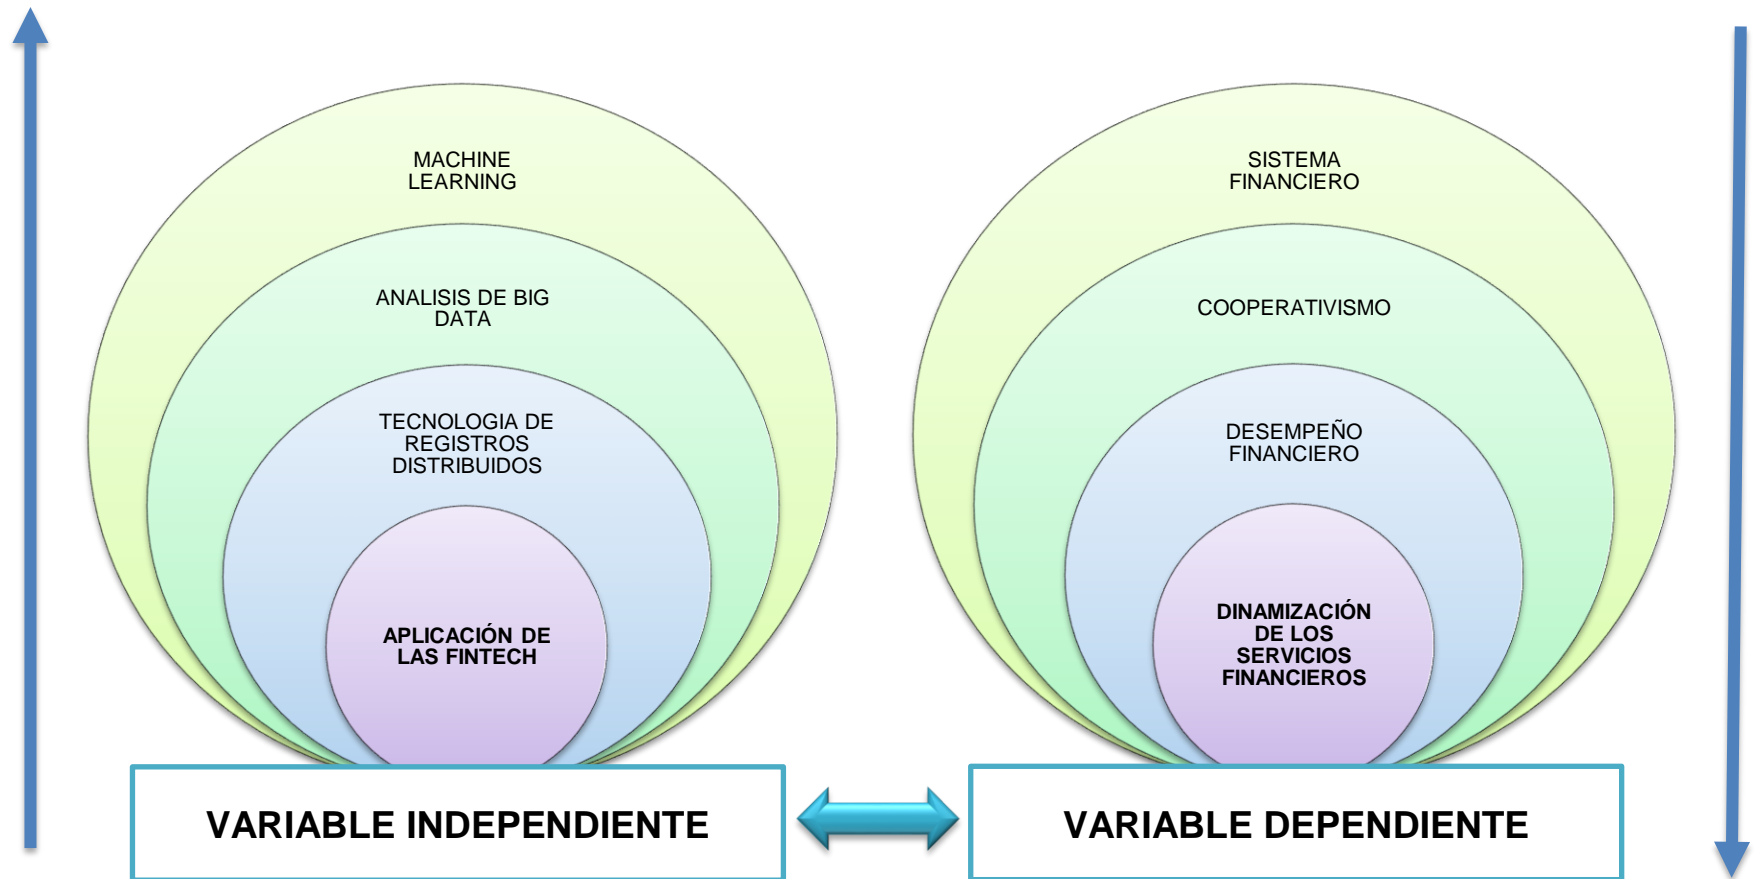 MACHINE
LEARNING
ANALISIS DE BIG
DATA
TECNOLOGIA DE
REGISTROS
DISTRIBUIDOS
APLICACIÓN DE
LAS FINTECH
VARIABLE INDEPENDIENTE
SISTEMA
FINANCIERO
COOPERATIVISMO
DESEMPEÑO
FINANCIERO
DINAMIZACIÓN
DE LOS
SERVICIOS
FINANCIEROS
VARIABLE DEPENDIENTE